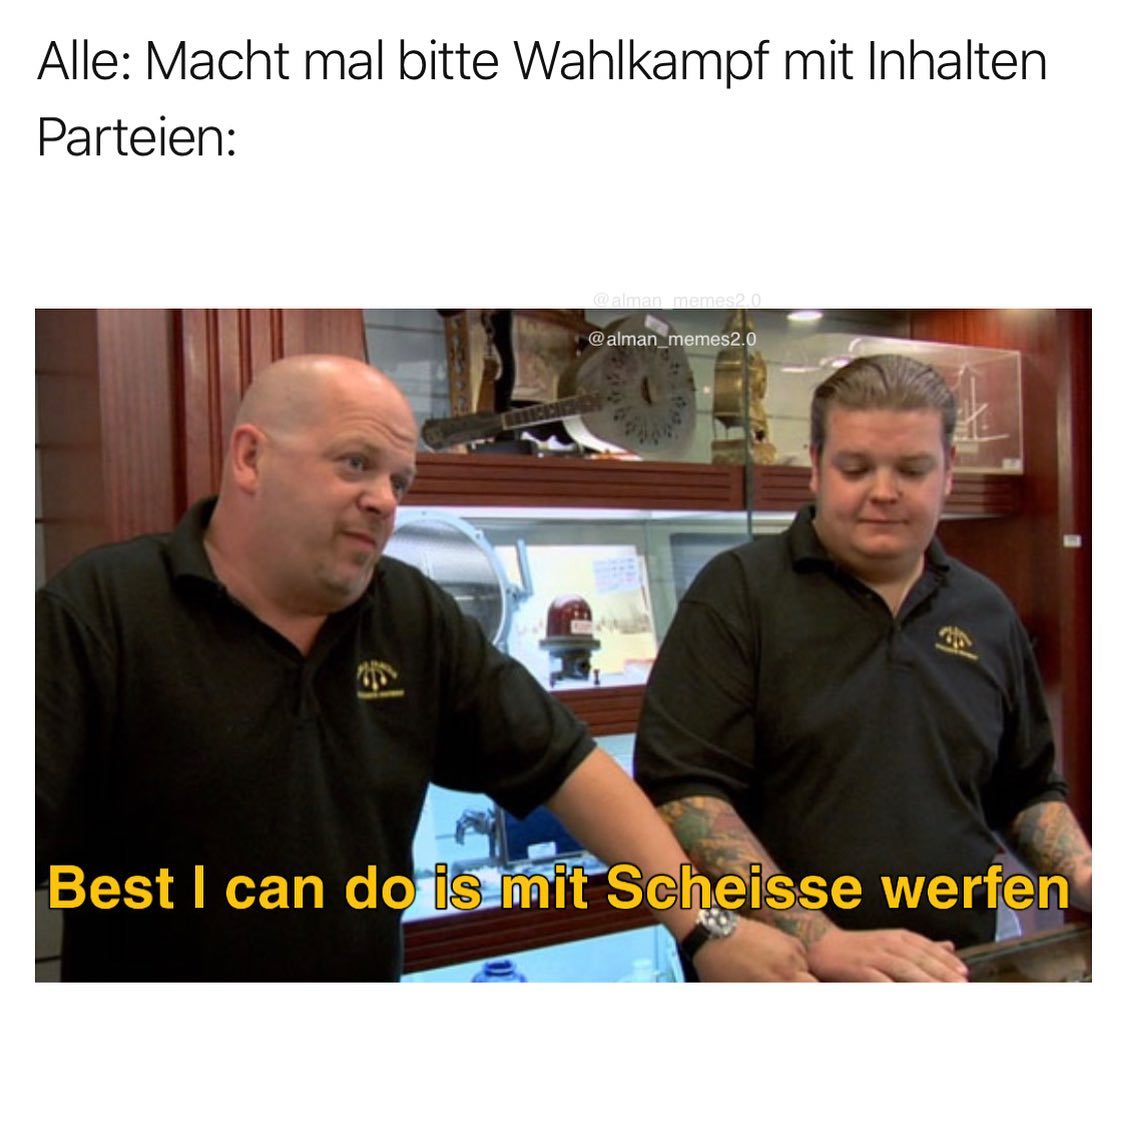 Alle: Macht mal bitte Wahlkampf mit Inhalten
Parteien:
@alman_memes2.0
@alman_memes2.0
Best I can do is mit Scheisse werfen